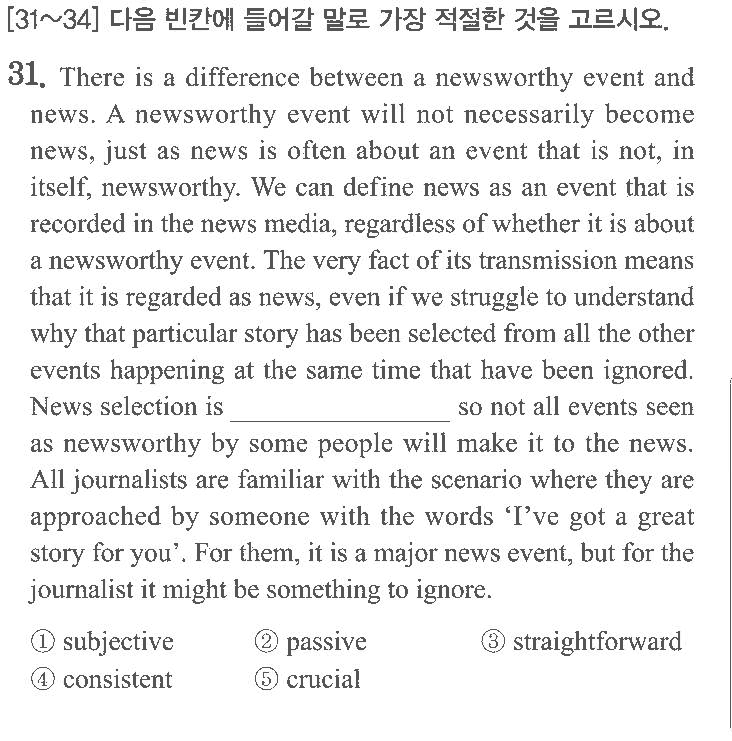 [31～34] 다음 빈칸에 들어갈 말로 가장 적절한 것을 고르시오.
31. There is a difference between a newsworthy event and
news. A newsworthy event will not necessarily become
news, just as news is often about an event that is not, in
itself, newsworthy. We can define news as an event that is
recorded in the news media, regardless of whether it is about
a newsworthy event. The very fact of its transmission means
that it is regarded as news, even if we struggle to understand
why that particular story has been selected from all the other
events happening at the same time that have been ignored.
News selection is ________________ so not all events seen
as newsworthy by some people will make it to the news.
All journalists are familiar with the scenario where they are
approached by someone with the words ‘I’ve got a great
story for you’. For them, it is a major news event, but for the
journalist it might be something to ignore.
① subjective ② passive ③ straightforward
④ consistent ⑤ crucial